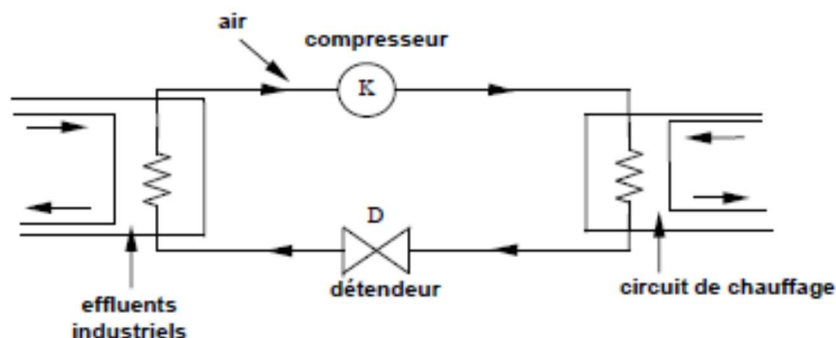 air
compresseur
K
D
détendeur
effluents
industriels
circuit de chauffage